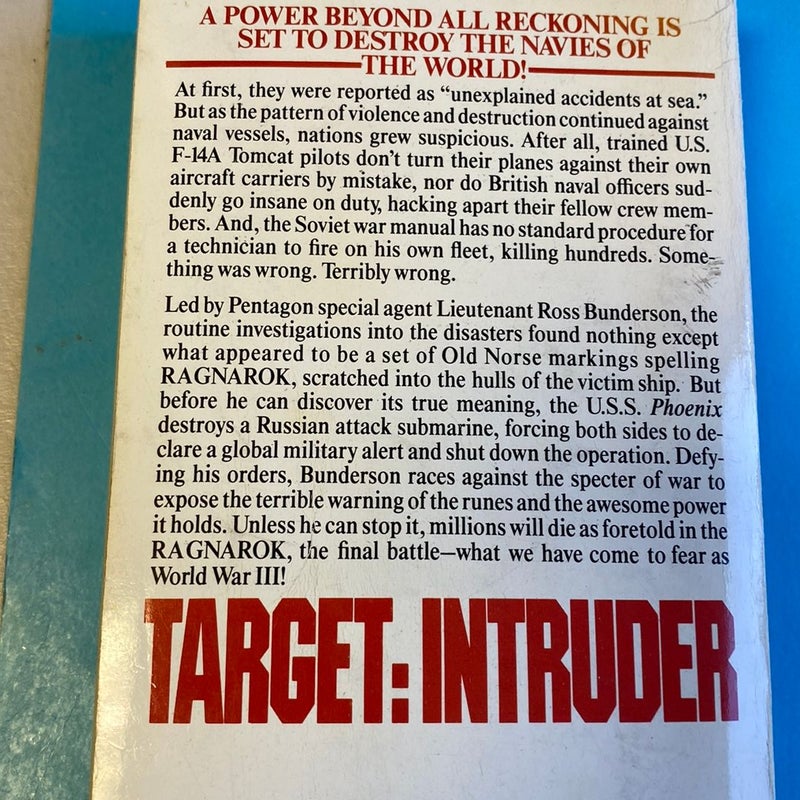 A POWER BEYOND ALL RECKONING IS
SET TO DESTROY THE NAVIES OF
THE WORLD!
At first, they were reported as “unexplained accidents at sea.”
But as the pattern of violence and destruction continued against
naval vessels, nations grew suspicious. After all, trained U.S.
F-14A Tomcat pilots don’t turn their planes against their own
aircraft carriers by mistake, nor do British naval officers sud-
denly go insane on duty, hacking apart their fellow crew mem-
bers. And, the Soviet war manual has no standard procedure for
a technician to fire on his own fleet, killing hundreds. Some-
thing was wrong. Terribly wrong.
Led by Pentagon special agent Lieutenant Ross Bunderson, the
routine investigations into the disasters found nothing except
what appeared to be a set of Old Norse markings spelling
RAGNAROK, scratched into the hulls of the victim ship. But
before he can discover its true meaning, the U.S.S. Phoenix
destroys a Russian attack submarine, forcing both sides to de-
clare a global military alert and shut down the operation. Defy-
ing his orders, Bunderson races against the specter of war to
expose the terrible warning of the runes and the awesome power
it holds. Unless he can stop it, millions will die as foretold in the
RAGNAROK, the final battle—what we have come to fear as
World War III!
TARGET: INTRUDER